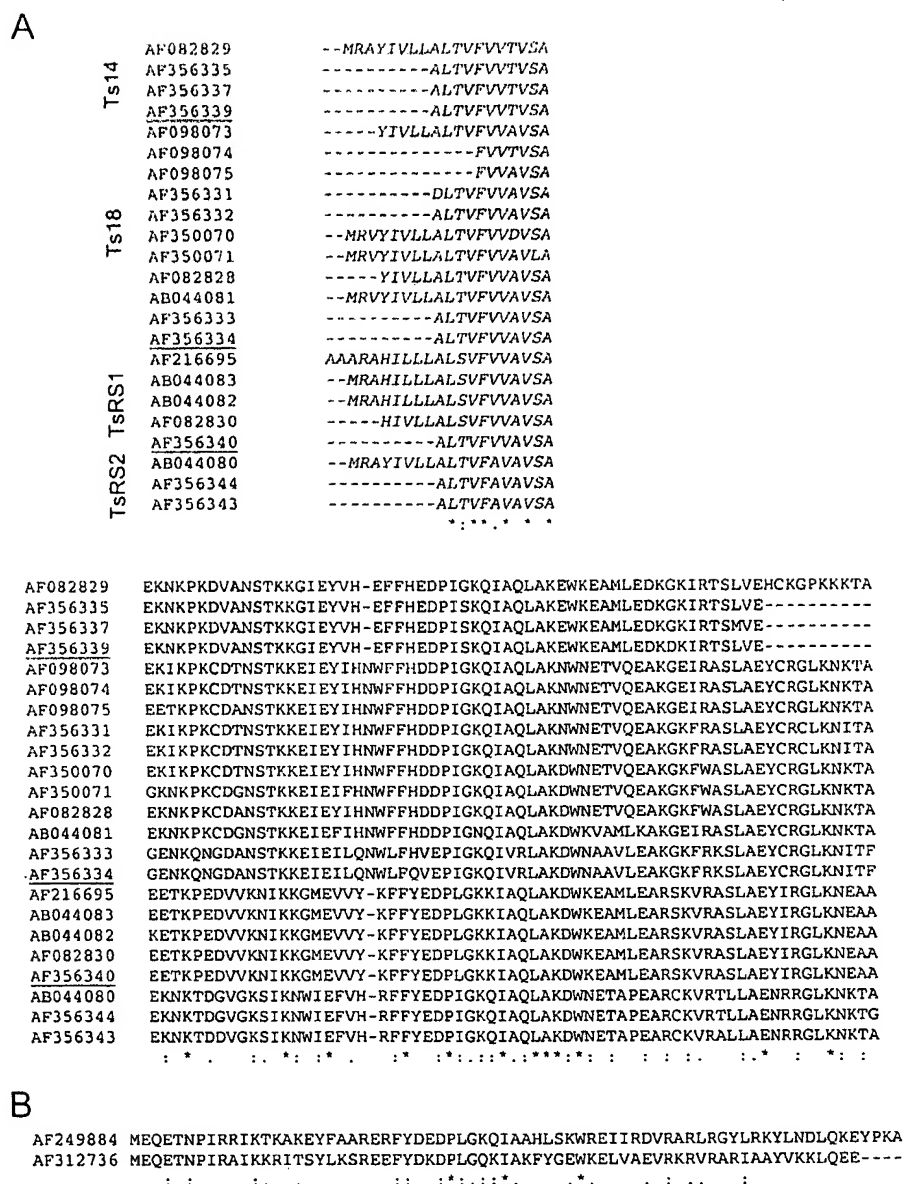 A
Ts14
Ts18
TsRS1
TsRS2
AF082829 --MRAYIVLLALTVFVVTVSA
AF356335 ----------ALTVFVVTVSA
AF356337 ----------ALTVFVVTVSA
AF356339 ----------ALTVFVVTVSA
AF098073 -----YIVLLALTVFVVAVSA
AF098074 --------------FVVTVSA
AF098075 --------------FVVAVSA
AF356331 ----------DLTVFVVAVSA
AF356332 ----------ALTVFVVAVSA
AF350070 --MRVYIVLLALTVFVVDVSA
AF350071 --MRVYIVLLALTVFVVAVLA
AF082828 -----YIVLLALTVFVVAVSA
AB044081 --MRVYIVLLALTVFVVAVSA
AF356333 ----------ALTVFVVAVSA
AF356334 ----------ALTVFVVAVSA
AF216695 AAARAHILLLALSVFVVAVSA
AB044083 --MRAHILLLALSVFVVAVSA
AB044082 --MRAHILLLALSVFVVAVSA
AF082830 -----HIVLLALSVFVVAVSA
AF356340 ----------ALTVFVVAVSA
AB044080 --MRAYIVLLALTVFAVAVSA
AF356344 ----------ALTVFAVAVSA
AF356343 ----------ALTVFAVAVSA
*:**.* * *
AF082829 EKNKPKDVANSTKKGIEYVH-EFFHEDPIGKQIAQLAKEWKEAMLEDKGKIRTSLVEHCKGPKKKTA
AF356335 EKNKPKDVANSTKKGIEYVH-EFFHEDPISKQIAQLAKEWKEAMLEDKGKIRTSLVE----------
AF356337 EKNKPKDVANSTKKGIEYVH-EFFHEDPISKQIAQLAKEWKEAMLEDKGKIRTSMVE----------
AF356339 EKNKPKDVANSTKKGIEYVH-EFFHEDPIGKQIAQLAKEWKEAMLEDKDKIRTSLVE----------
AF098073 EKIKPKCDTNSTKKEIEYIHNWFFHDDPIGKQIAQLAKNWNETVQEAKGEIRASLAEYCRGLKNKTA
AF098074 EKIKPKCDTNSTKKEIEYIHNWFFHDDPIGKQIAQLAKNWNETVQEAKGEIRASLAEYCRGLKNKTA
AF098075 EETKPKCDANSTKKEIEYIHNWFFHDDPIGKQIAQLAKNWNETVQEAKGEIRASLAEYCRGLKNKTA
AF356331 EKIKPKCDTNSTKKEIEYIHNWFFHDDPIGKQIAQLAKNWNETVQEAKGKFRASLAEYCRCLKNITA
AF356332 EKIKPKCDTNSTKKEIEYIHNWFFHDDPIGKQIAQLAKNWNETVQEAKGKFRASLAEYCRCLKNITA
AF350070 EKIKPKCDTNSTKKEIEYIHNWFFHDDPIGKQIAQLAKDWNETVQEAKGKFWASLAEYCRGLKNKTA
AF350071 GKNKPKCDGNSTKKEIEIFHNWFFHDDPIGKQIAQLAKDWNETVQEAKGKFWASLAEYCRGLKNKTA
AF082828 EKNKPKCDANSTKKEIEYIHNWFFHDDPIGKQIAQLAKDWNETVQEAKGKFWASLAEYCRGLKNKTA
AB044081 EKNKPKCDGNSTKKEIEFIHNWFFHDDPIGNQIAQLAKDWKVAMLKAKGEIRASLAEYCRGLKNKTA
AF356333 GENKQNGDANSTKKEIEILQNWLFHVEPIGKQIVRLAKDWNAAVLEAKGKFRKSLAEYCRGLKNITF
AF356334 GENKQNGDANSTKKEIEILQNWLFQVEPIGKQIVRLAKDWNAAVLEAKGKFRKSLAEYCRGLKNITF
AF216695 EETKPEDVVKNIKKGMEVVY-KFFYEDPLGKKIAQLAKDWKEAMLEARSKVRASLAEYIRGLKNEAA
AB044083 EETKPEDVVKNIKKGMEVVY-KFFYEDPLGKKIAQLAKDWKEAMLEARSKVRASLAEYIRGLKNEAA
AB044082 KETKPEDVVKNIKKGMEVVY-KFFYEDPLGKKIAQLAKDWKEAMLEARSKVRASLAEYIRGLKNEAA
AF082830 EETKPEDVVKNIKKGMEVVY-KFFYEDPLGKKIAQLAKDWKEAMLEARSKVRASLAEYIRGLKNEAA
AF356340 EETKPEDVVKNIKKGMEVVY-KFFYEDPLGKKIAQLAKDWKEAMLEARSKVRASLAEYIRGLKNEAA
AB044080 EKNKTDGVGKSIKNWIEFVH-RFFYEDPIGKQIAQLAKDWNETAPEARCKVRTLLAENRRGLKNKTA
AF356344 EKNKTDGVGKSIKNWIEFVH-RFFYEDPIGKQIAQLAKDWNETAPEARCKVRTLLAENRRGLKNKTG
AF356343 EKNKTDGVGKSIKNWIEFVH-RFFYEDPIGKQIAQLAKDWNETAPEARCKVRALLAENRRGLKNKTA
: * . :. *: :* :* : *:.::*.:***:*: : : : :. :.* *: :
B
AF249884 MEQETNPIRRIKTKAKEYFAARERFYDEDPLGKQIAAHLSKWREIIRDVRARLRGYLRKYLNDLQKEYPKA
AF312736 MEQETNPIRAIKKRITSYLKSREEFYDKDPLGQKIAKFYGEWKELVAEVRKRVRARIAAYVKKLQEE----